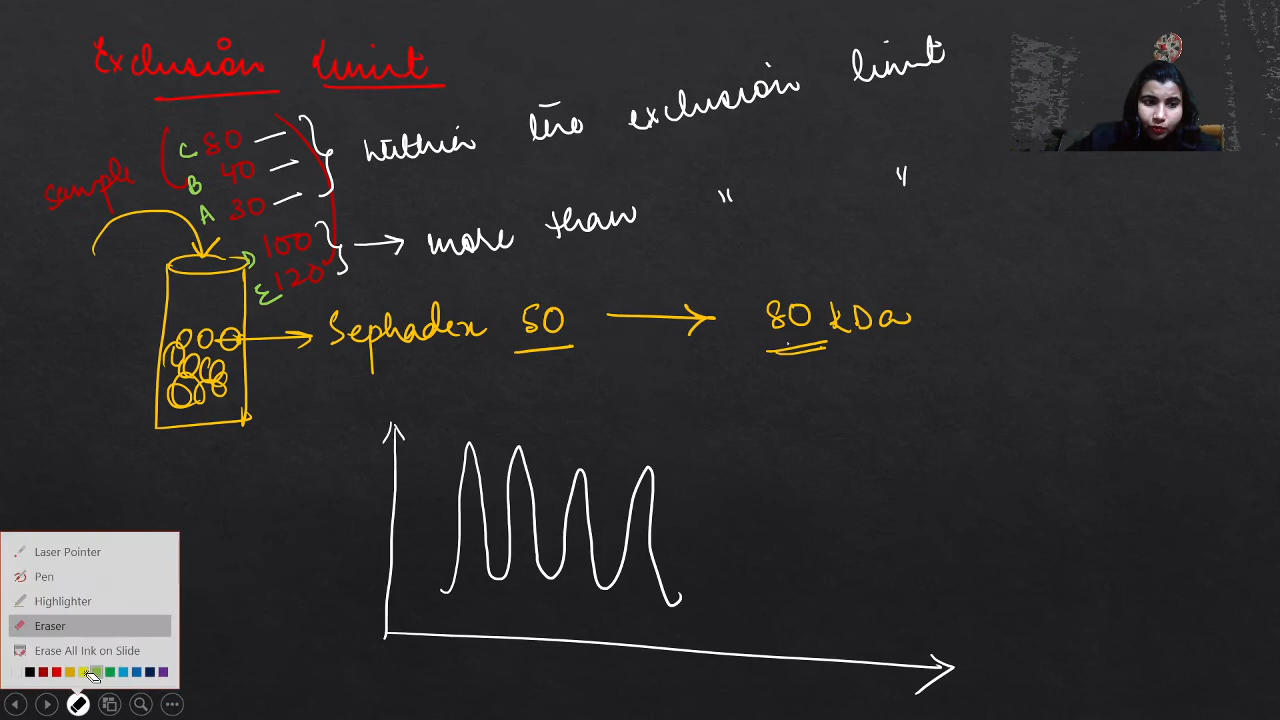 Exclusion Limit
sample
C 80
B 40
A 30
within the exclusion limit
D 100
E 120
more than " "
Sephadex 50 80 kDa
Laser Pointer
Pen
Highlighter
Eraser
Erase All Ink on Slide